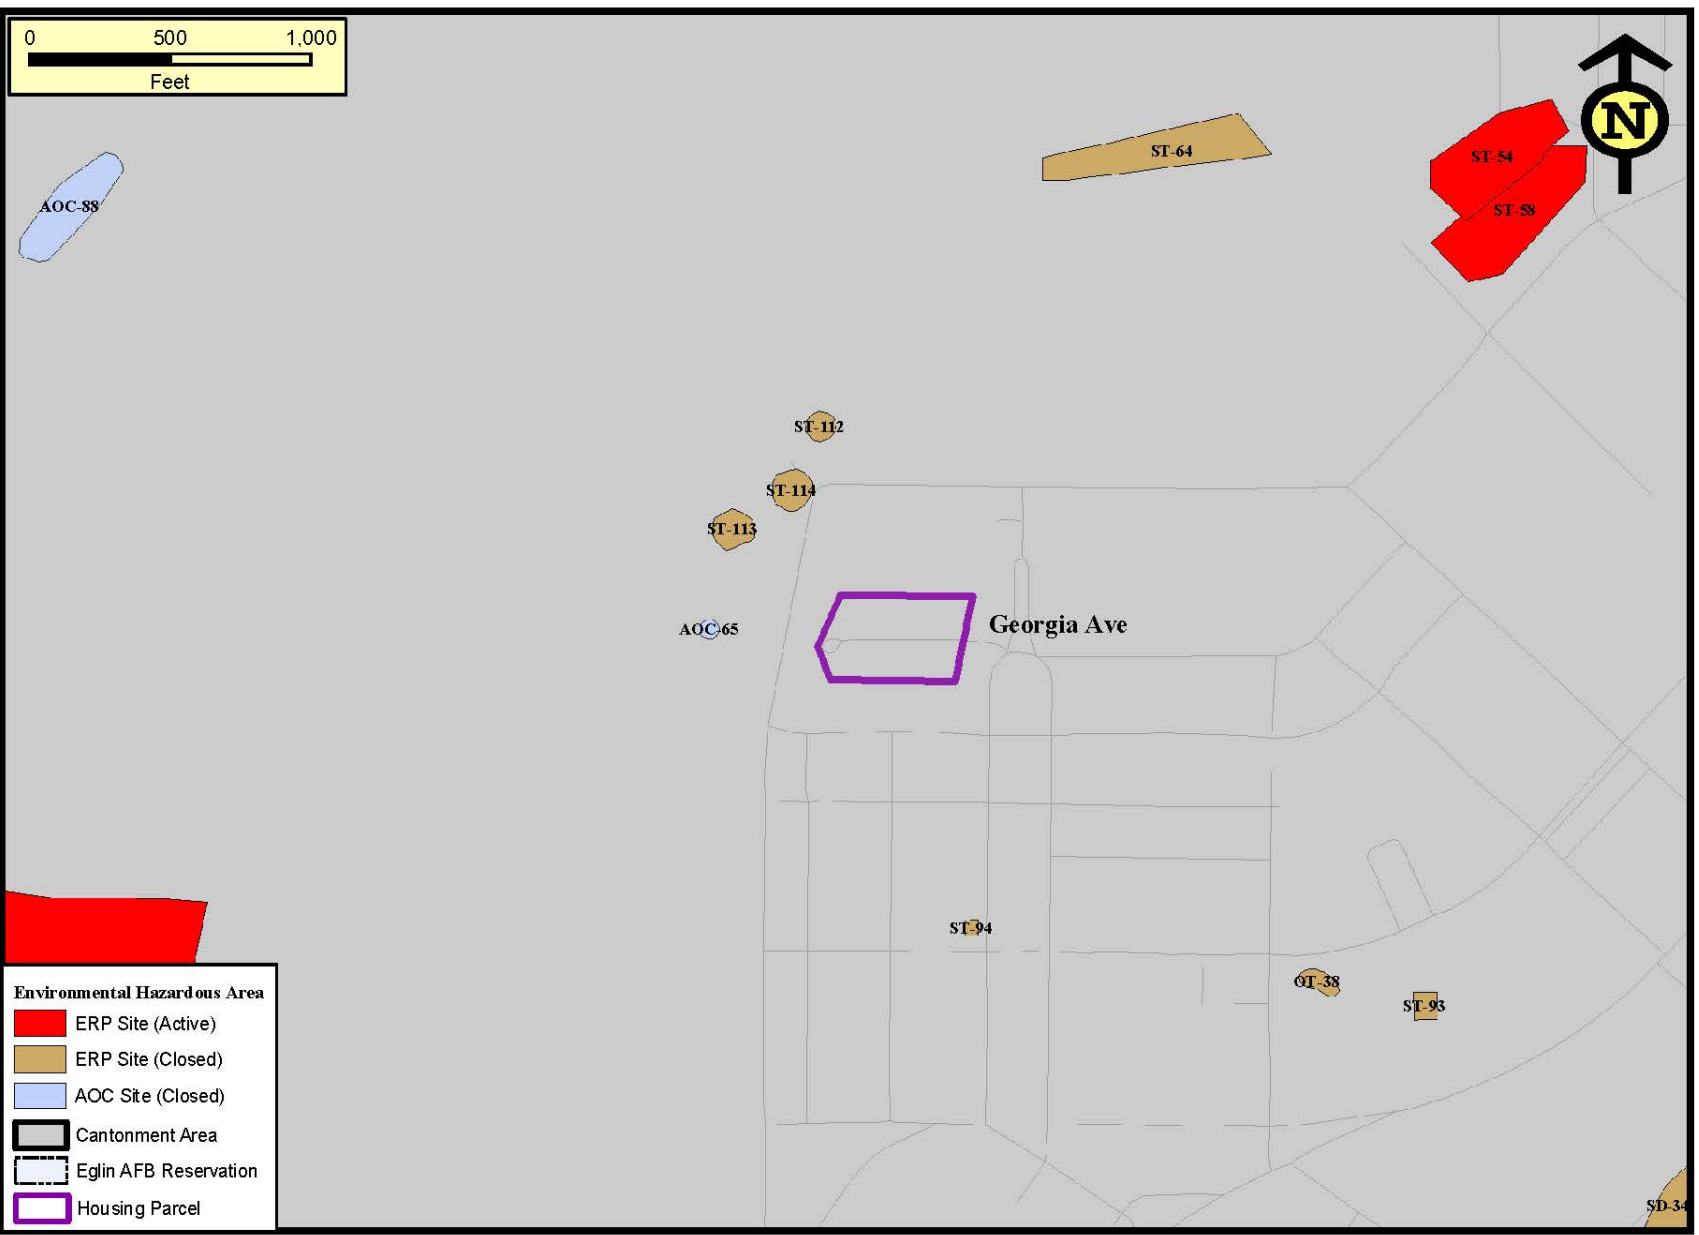 0 500 1,000
Feet
N
ST-64
ST-54
AOC-88
ST-58
ST-112
ST-114
ST-113
Georgia Ave
AOC-65
ST-94
OT-38
ST-93
Environmental Hazardous Area
ERP Site (Active)
ERP Site (Closed)
AOC Site (Closed)
Cantonment Area
Eglin AFB Reservation
Housing Parcel
SD-34